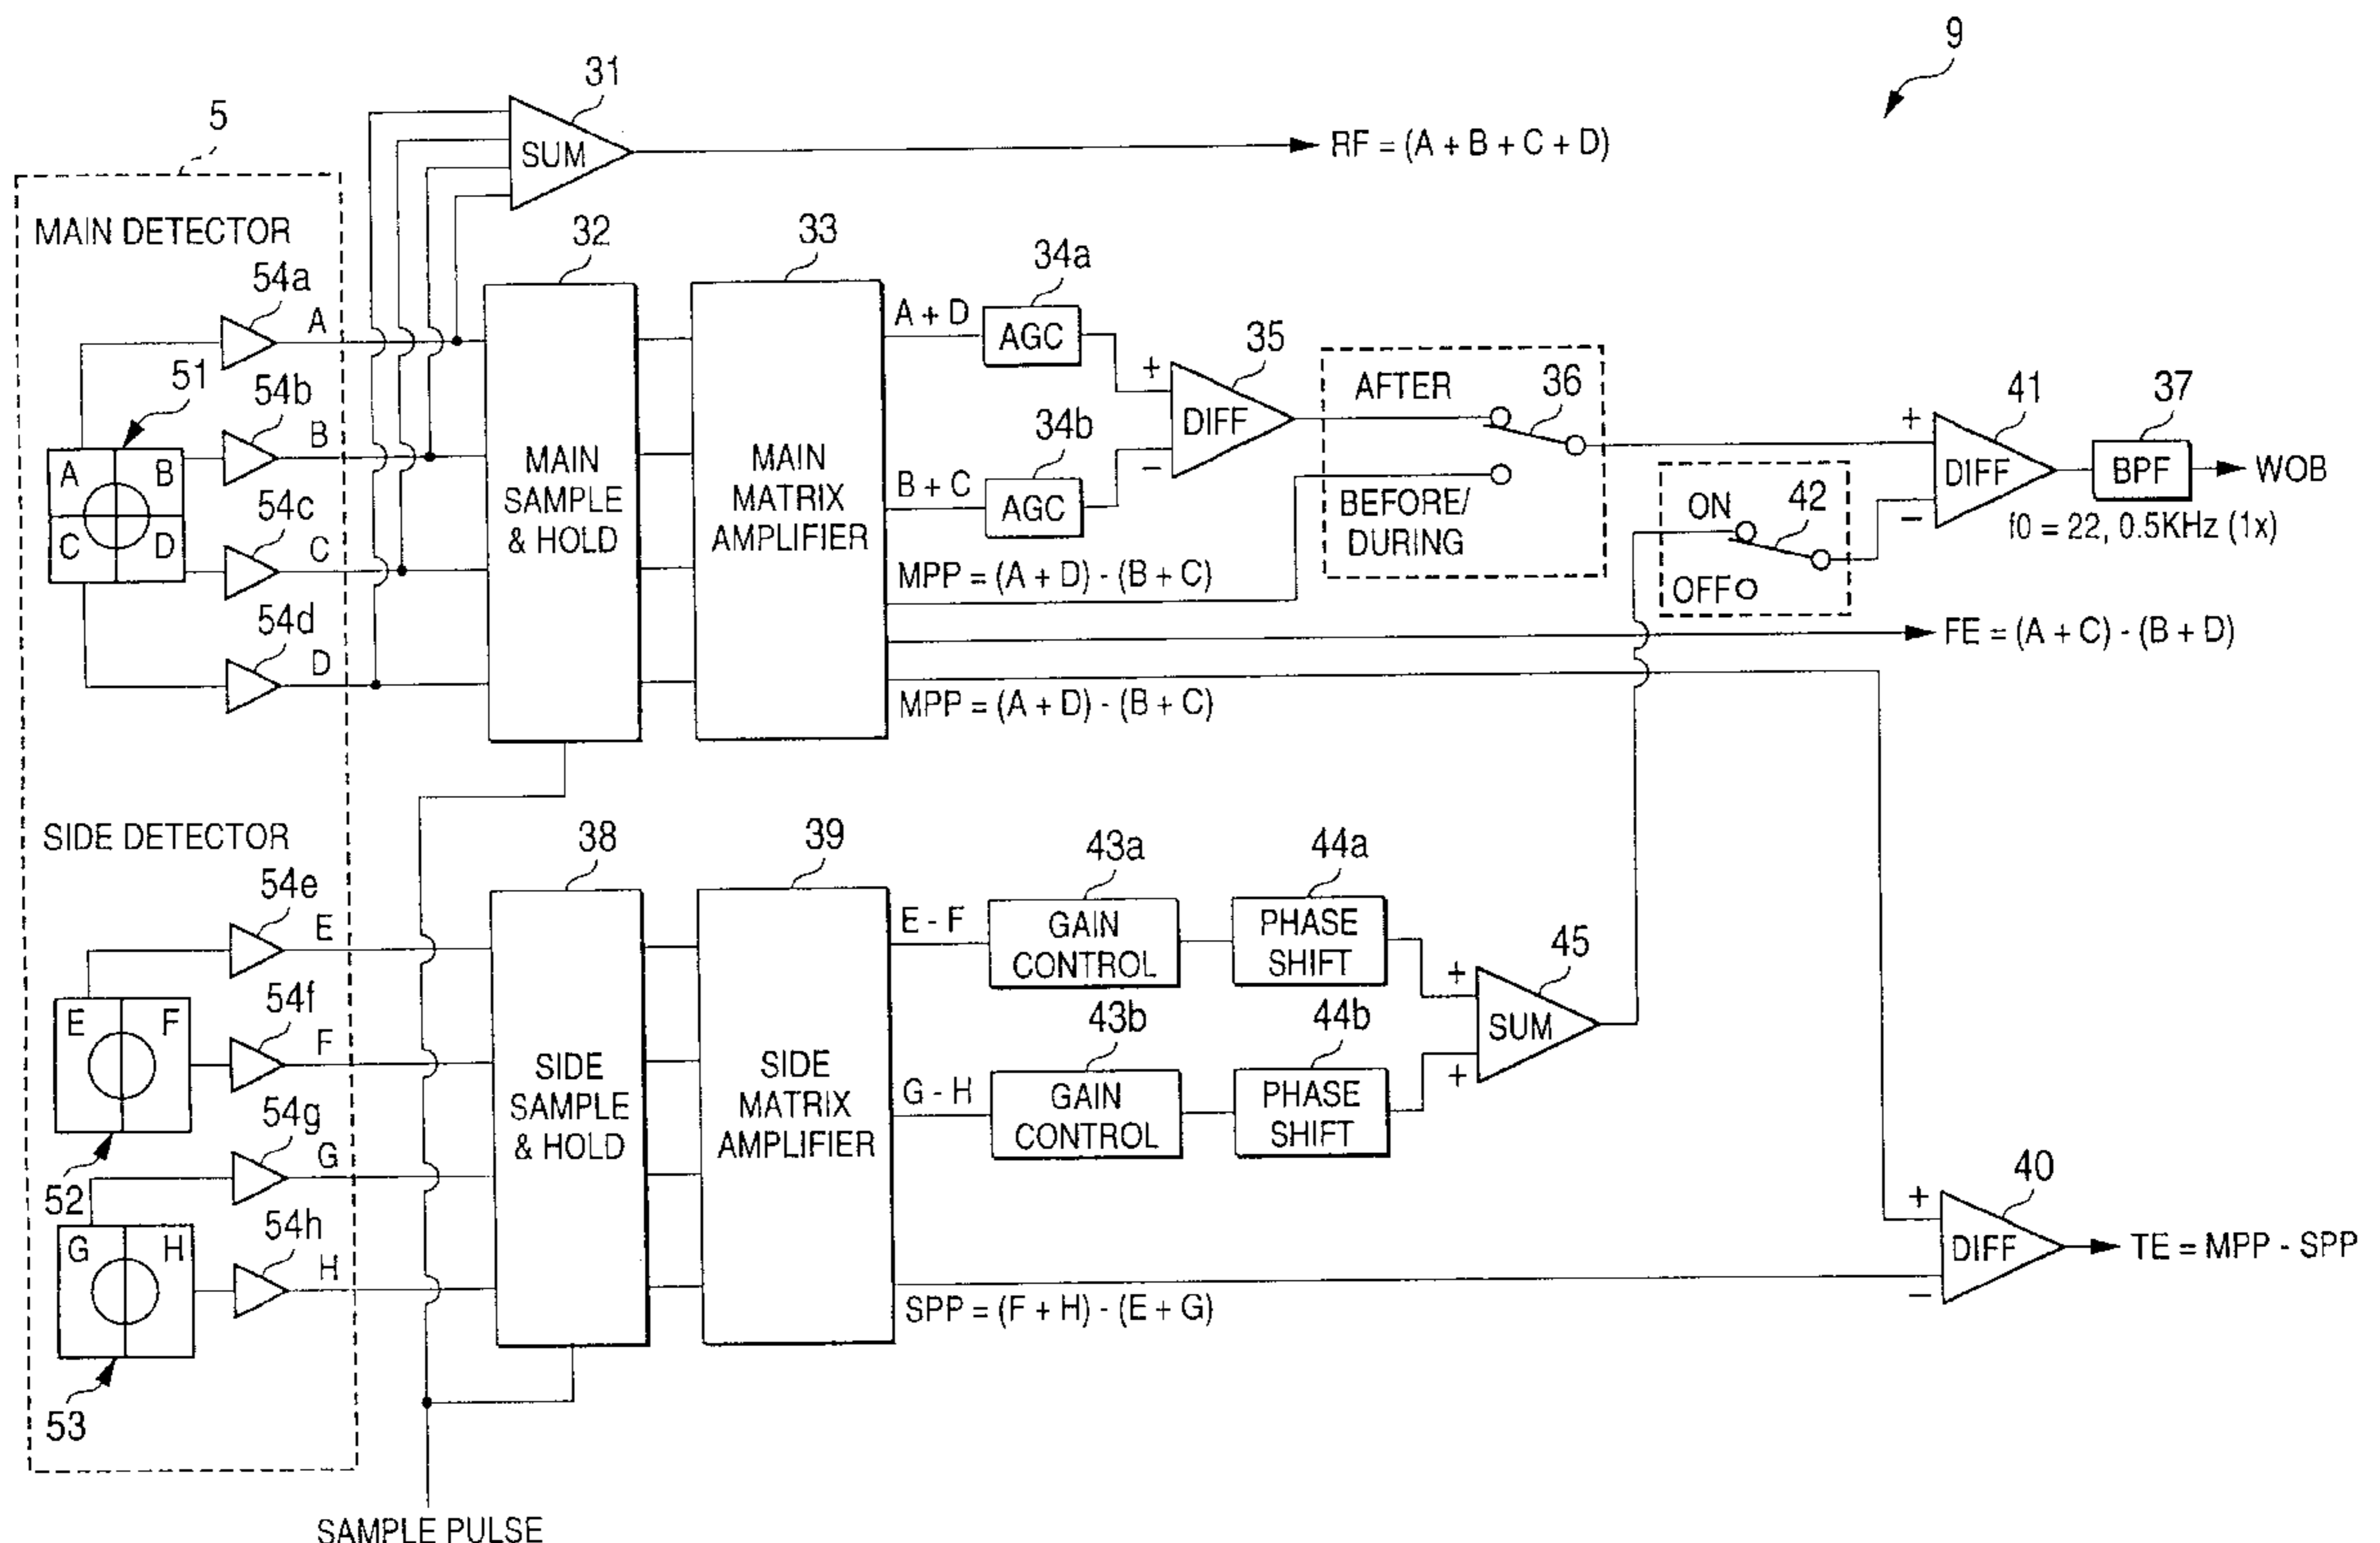 9
31
SUM
RF = (A + B + C + D)
5
MAIN DETECTOR
54a
A
51
54b
B
54c
C
54d
D
A
B
C
D
32
MAIN
SAMPLE
& HOLD
33
MAIN
MATRIX
AMPLIFIER
A + D
34a
AGC
B + C
34b
AGC
+
−
35
DIFF
AFTER
36
BEFORE/
DURING
MPP = (A + D) - (B + C)
ON
42
OFF
+
−
41
DIFF
37
BPF
WOB
f0 = 22, 0.5KHz (1x)
FE = (A + C) - (B + D)
MPP = (A + D) - (B + C)
SIDE DETECTOR
54e
E
54f
F
54g
G
54h
H
E
F
52
G
H
53
38
SIDE
SAMPLE
& HOLD
39
SIDE
MATRIX
AMPLIFIER
E - F
43a
GAIN
CONTROL
44a
PHASE
SHIFT
G - H
43b
GAIN
CONTROL
44b
PHASE
SHIFT
+
+
45
SUM
SPP = (F + H) - (E + G)
+
−
40
DIFF
TE = MPP - SPP
SAMPLE PULSE